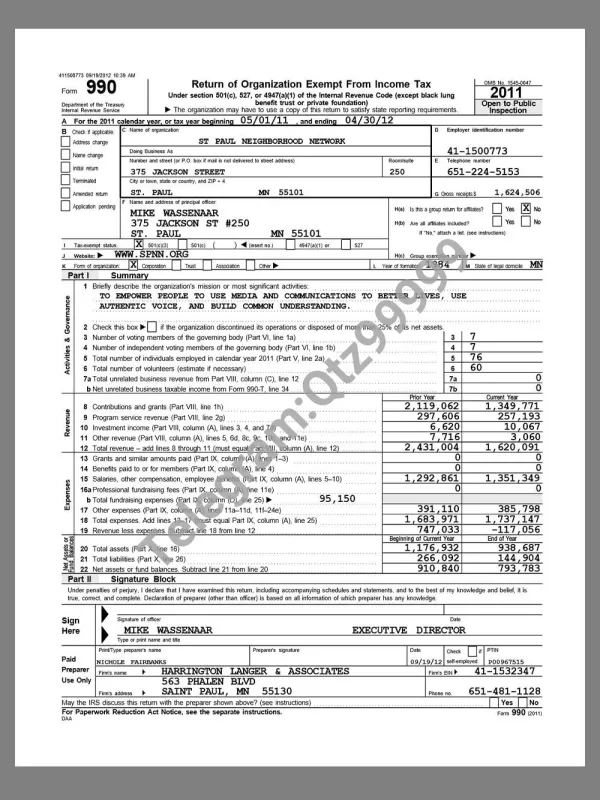 411500773 09/19/2012 10:39 AM
Form 990
Department of the Treasury
Internal Revenue Service
Return of Organization Exempt From Income Tax
Under section 501(c), 527, or 4947(a)(1) of the Internal Revenue Code (except black lung
benefit trust or private foundation)
▶ The organization may have to use a copy of this return to satisfy state reporting requirements.
OMB No. 1545-0047
2011
Open to Public
Inspection
A For the 2011 calendar year, or tax year beginning 05/01/11 , and ending 04/30/12
B Check if applicable:
Address change
Name change
Initial return
Terminated
Amended return
Application pending
C Name of organization
ST PAUL NEIGHBORHOOD NETWORK
Doing Business As
Number and street (or P.O. box if mail is not delivered to street address) Room/suite
375 JACKSON STREET 250
City or town, state or country, and ZIP + 4
ST. PAUL MN 55101
D Employer identification number
41-1500773
E Telephone number
651-224-5153
G Gross receipts $ 1,624,506
F Name and address of principal officer:
MIKE WASSENAAR
375 JACKSON ST #250
ST. PAUL MN 55101
H(a) Is this a group return for affiliates? Yes X No
H(b) Are all affiliates included? Yes No
If "No," attach a list. (see instructions)
I Tax-exempt status: X 501(c)(3) 501(c) ( ) ◀ (insert no.) 4947(a)(1) or 527
J Website: ▶ WWW.SPNN.ORG
H(c) Group exemption number ▶
K Form of organization: X Corporation Trust Association Other ▶
L Year of formation: 1984 M State of legal domicile: MN
Part I Summary
Activities & Governance
1 Briefly describe the organization's mission or most significant activities:
TO EMPOWER PEOPLE TO USE MEDIA AND COMMUNICATIONS TO BETTER LIVES, USE
AUTHENTIC VOICE, AND BUILD COMMON UNDERSTANDING.
2 Check this box ▶ if the organization discontinued its operations or disposed of more than 25% of its net assets.
3 Number of voting members of the governing body (Part VI, line 1a) 3 7
4 Number of independent voting members of the governing body (Part VI, line 1b) 4 7
5 Total number of individuals employed in calendar year 2011 (Part V, line 2a) 5 76
6 Total number of volunteers (estimate if necessary) 6 60
7a Total unrelated business revenue from Part VIII, column (C), line 12 7a 0
b Net unrelated business taxable income from Form 990-T, line 34 7b 0
Prior Year Current Year
Revenue
8 Contributions and grants (Part VIII, line 1h) 2,119,062 1,349,771
9 Program service revenue (Part VIII, line 2g) 297,606 257,193
10 Investment income (Part VIII, column (A), lines 3, 4, and 7d) 6,620 10,067
11 Other revenue (Part VIII, column (A), lines 5, 6d, 8c, 9c, 10c, and 11e) 7,716 3,060
12 Total revenue – add lines 8 through 11 (must equal Part VIII, column (A), line 12) 2,431,004 1,620,091
Expenses
13 Grants and similar amounts paid (Part IX, column (A), lines 1–3) 0 0
14 Benefits paid to or for members (Part IX, column (A), line 4) 0 0
15 Salaries, other compensation, employee benefits (Part IX, column (A), lines 5–10) 1,292,861 1,351,349
16a Professional fundraising fees (Part IX, column (A), line 11e) 0 0
b Total fundraising expenses (Part IX, column (D), line 25) ▶ 95,150
17 Other expenses (Part IX, column (A), lines 11a–11d, 11f–24e) 391,110 385,798
18 Total expenses. Add lines 13–17 (must equal Part IX, column (A), line 25) 1,683,971 1,737,147
19 Revenue less expenses. Subtract line 18 from line 12 747,033 -117,056
Net Assets or
Fund Balances
Beginning of Current Year End of Year
20 Total assets (Part X, line 16) 1,176,932 938,687
21 Total liabilities (Part X, line 26) 266,092 144,904
22 Net assets or fund balances. Subtract line 21 from line 20 910,840 793,783
Part II Signature Block
Under penalties of perjury, I declare that I have examined this return, including accompanying schedules and statements, and to the best of my knowledge and belief, it is
true, correct, and complete. Declaration of preparer (other than officer) is based on all information of which preparer has any knowledge.
Sign
Here
Signature of officer Date
MIKE WASSENAAR EXECUTIVE DIRECTOR
Type or print name and title
Paid
Preparer
Use Only
Print/Type preparer's name Preparer's signature Date Check if PTIN
NICHOLE FAIRBANKS 09/19/12 self-employed P00967515
Firm's name ▶ HARRINGTON LANGER & ASSOCIATES Firm's EIN ▶ 41-1532347
563 PHALEN BLVD
Firm's address ▶ SAINT PAUL, MN 55130 Phone no. 651-481-1128
May the IRS discuss this return with the preparer shown above? (see instructions) Yes No
For Paperwork Reduction Act Notice, see the separate instructions.
DAA
Form 990 (2011)
Telegram:Qtz99999